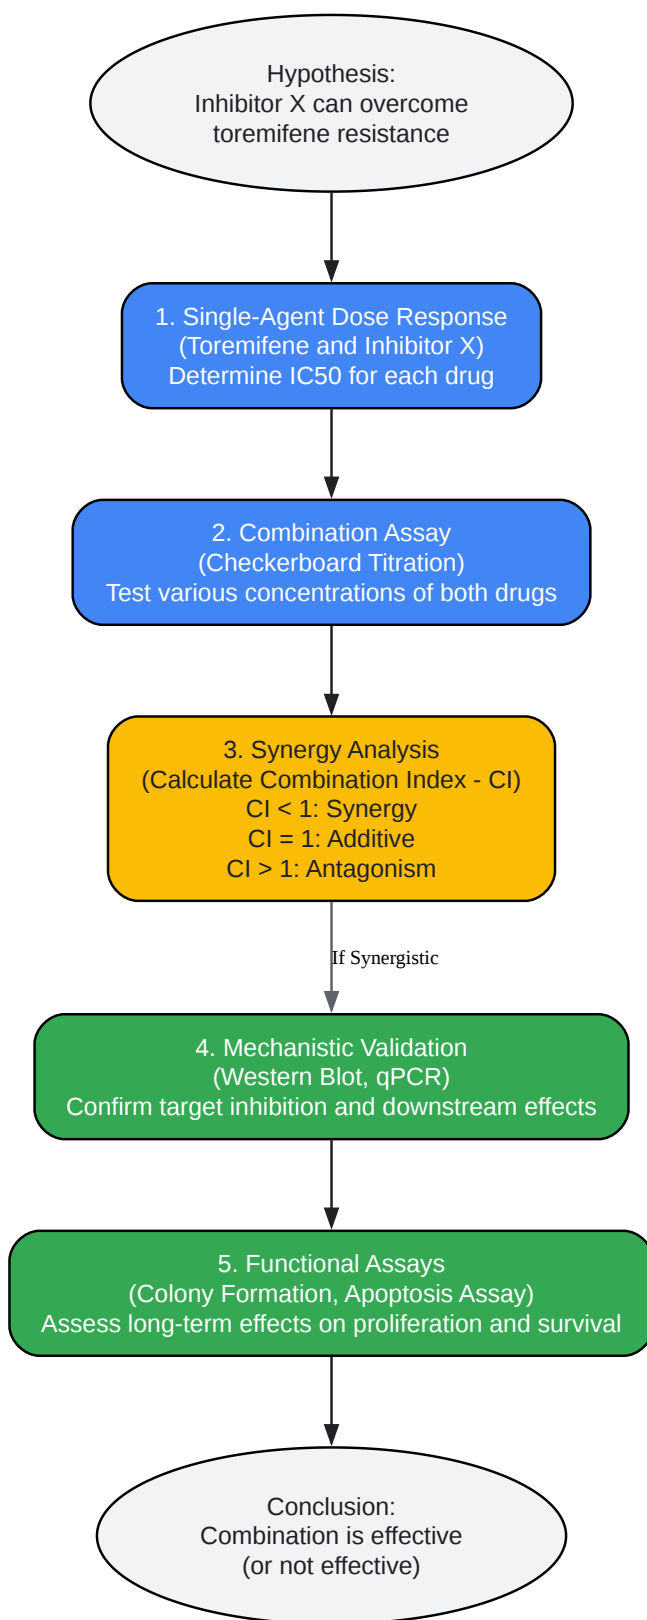 Hypothesis:
Inhibitor X can overcome
toremifene resistance
1. Single-Agent Dose Response
(Toremifene and Inhibitor X)
Determine IC50 for each drug
2. Combination Assay
(Checkerboard Titration)
Test various concentrations of both drugs
3. Synergy Analysis
(Calculate Combination Index - CI)
CI < 1: Synergy
CI = 1: Additive
CI > 1: Antagonism
If Synergistic
4. Mechanistic Validation
(Western Blot, qPCR)
Confirm target inhibition and downstream effects
5. Functional Assays
(Colony Formation, Apoptosis Assay)
Assess long-term effects on proliferation and survival
Conclusion:
Combination is effective
(or not effective)